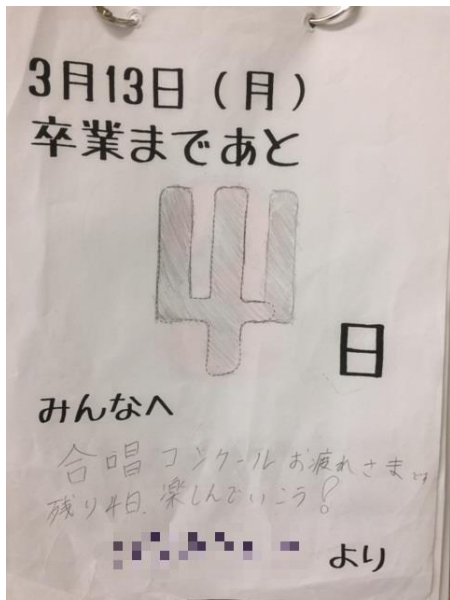 3月13日（月）
卒業まであと
4
日
みんなへ
合唱コンクールお疲れさま
残り4日、楽しんでいこう！
より